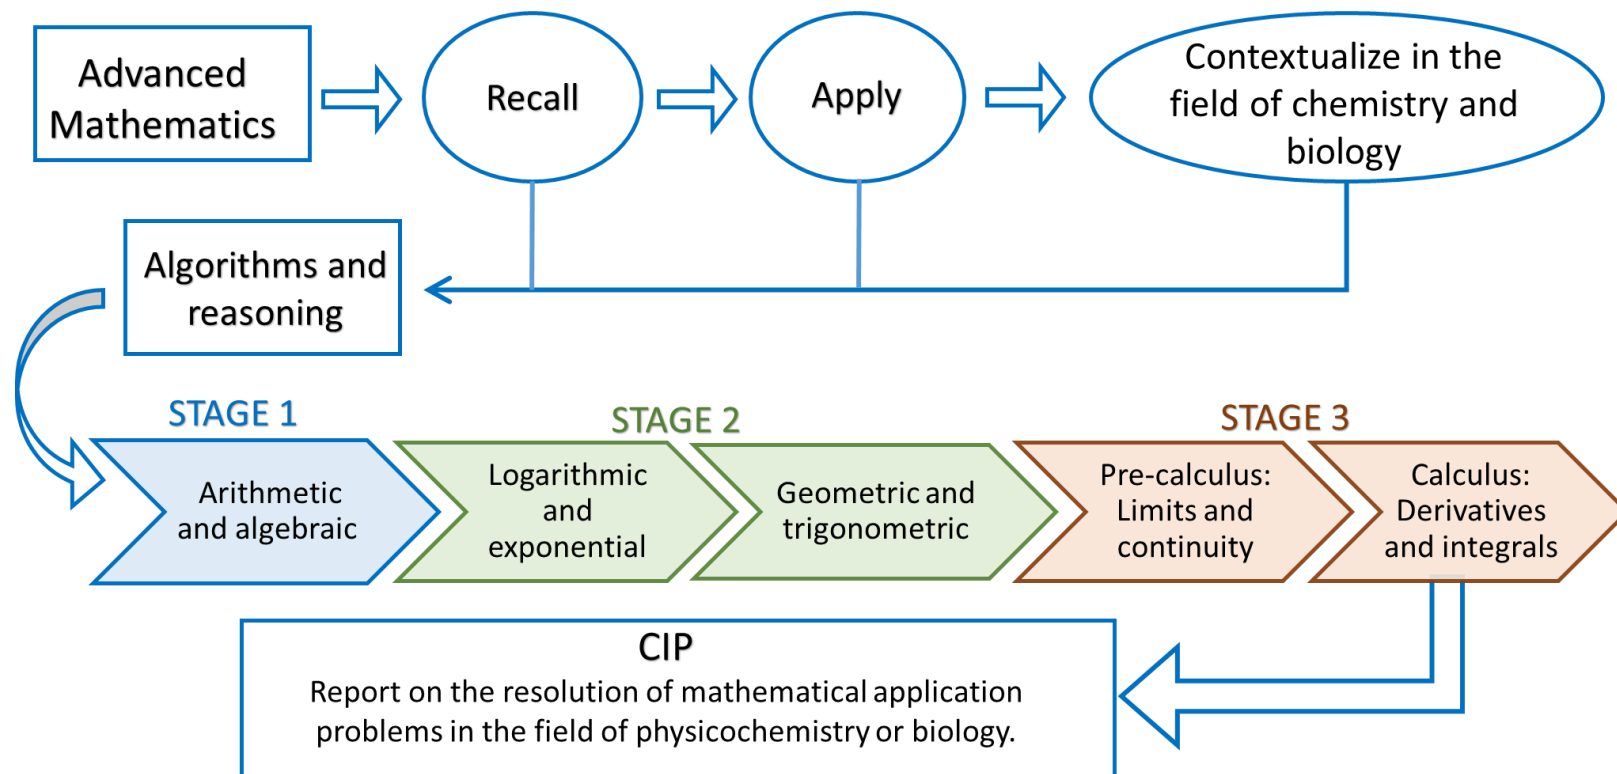 Advanced
Mathematics
Recall
Apply
Contextualize in the
field of chemistry and
biology
Algorithms and
reasoning
STAGE 1
STAGE 2
STAGE 3
Arithmetic
and algebraic
Logarithmic
and
exponential
Geometric and
trigonometric
Pre-calculus:
Limits and
continuity
Calculus:
Derivatives
and integrals
CIP
Report on the resolution of mathematical application
problems in the field of physicochemistry or biology.